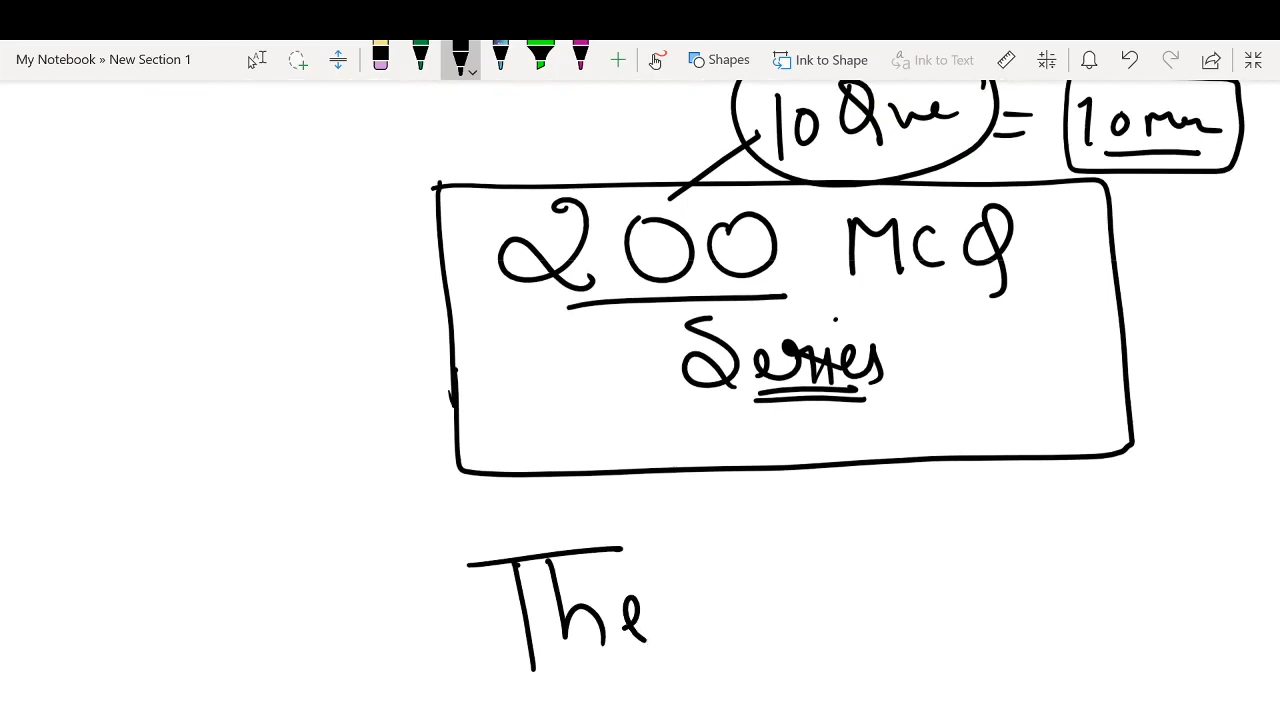 My Notebook » New Section 1 Shapes Ink to Shape Ink to Text
10 Que = 10 Min
200 MCQ
Series
The